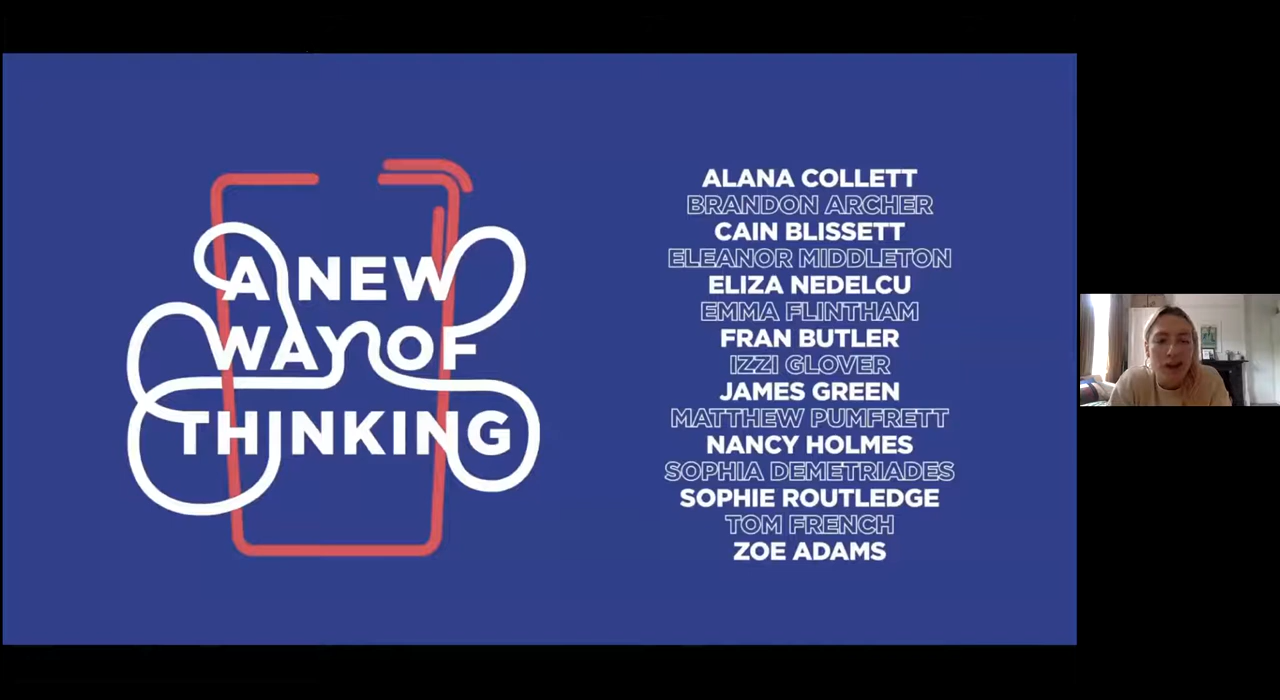 A NEW
WAY OF
THINKING
ALANA COLLETT
BRANDON ARCHER
CAIN BLISSETT
ELEANOR MIDDLETON
ELIZA NEDELCU
EMMA FLINTHAM
FRAN BUTLER
IZZI GLOVER
JAMES GREEN
MATTHEW PUMFRETT
NANCY HOLMES
SOPHIA DEMETRIADES
SOPHIE ROUTLEDGE
TOM FRENCH
ZOE ADAMS